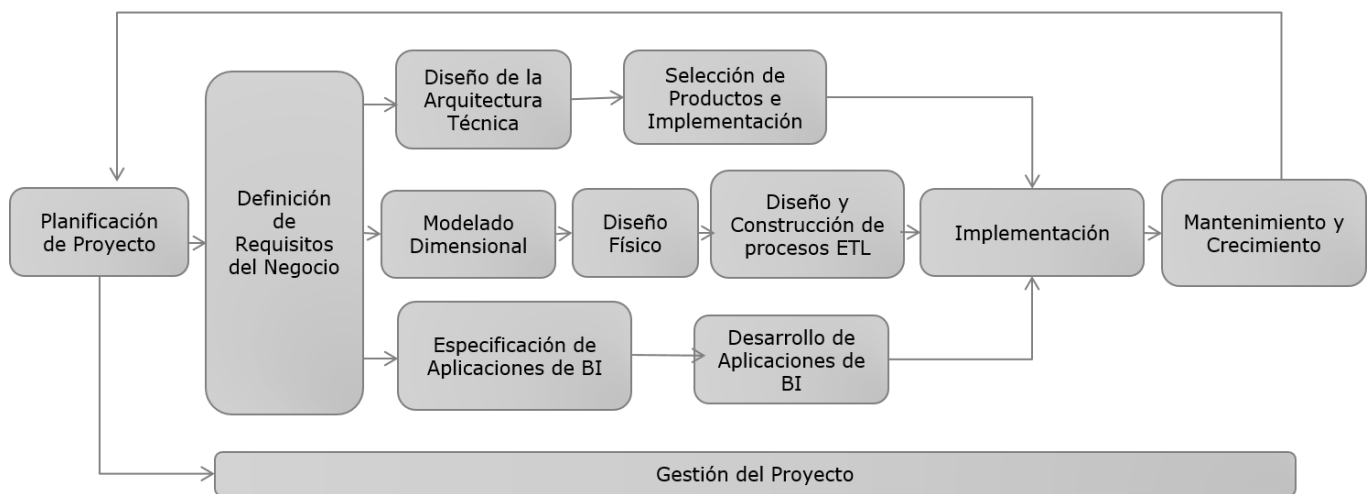 Planificación
de Proyecto
Definición
de
Requisitos
del Negocio
Diseño de la
Arquitectura
Técnica
Selección de
Productos e
Implementación
Modelado
Dimensional
Diseño
Físico
Diseño y
Construcción de
procesos ETL
Especificación de
Aplicaciones de BI
Desarrollo de
Aplicaciones de
BI
Implementación
Mantenimiento y
Crecimiento
Gestión del Proyecto